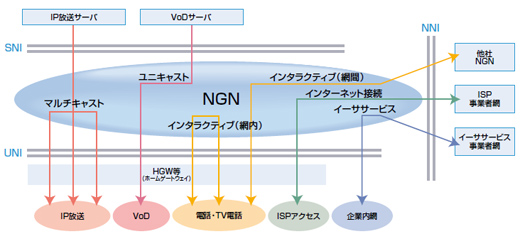 IP放送サーバ
VoDサーバ
SNI
NNI
他社
NGN
ユニキャスト
インタラクティブ（網間）
NGN
インターネット接続
ISP
事業者網
マルチキャスト
イーササービス
インタラクティブ（網内）
イーササービス
事業者網
UNI
HGW等
（ホームゲートウェイ）
IP放送
VoD
電話・TV電話
ISPアクセス
企業内網